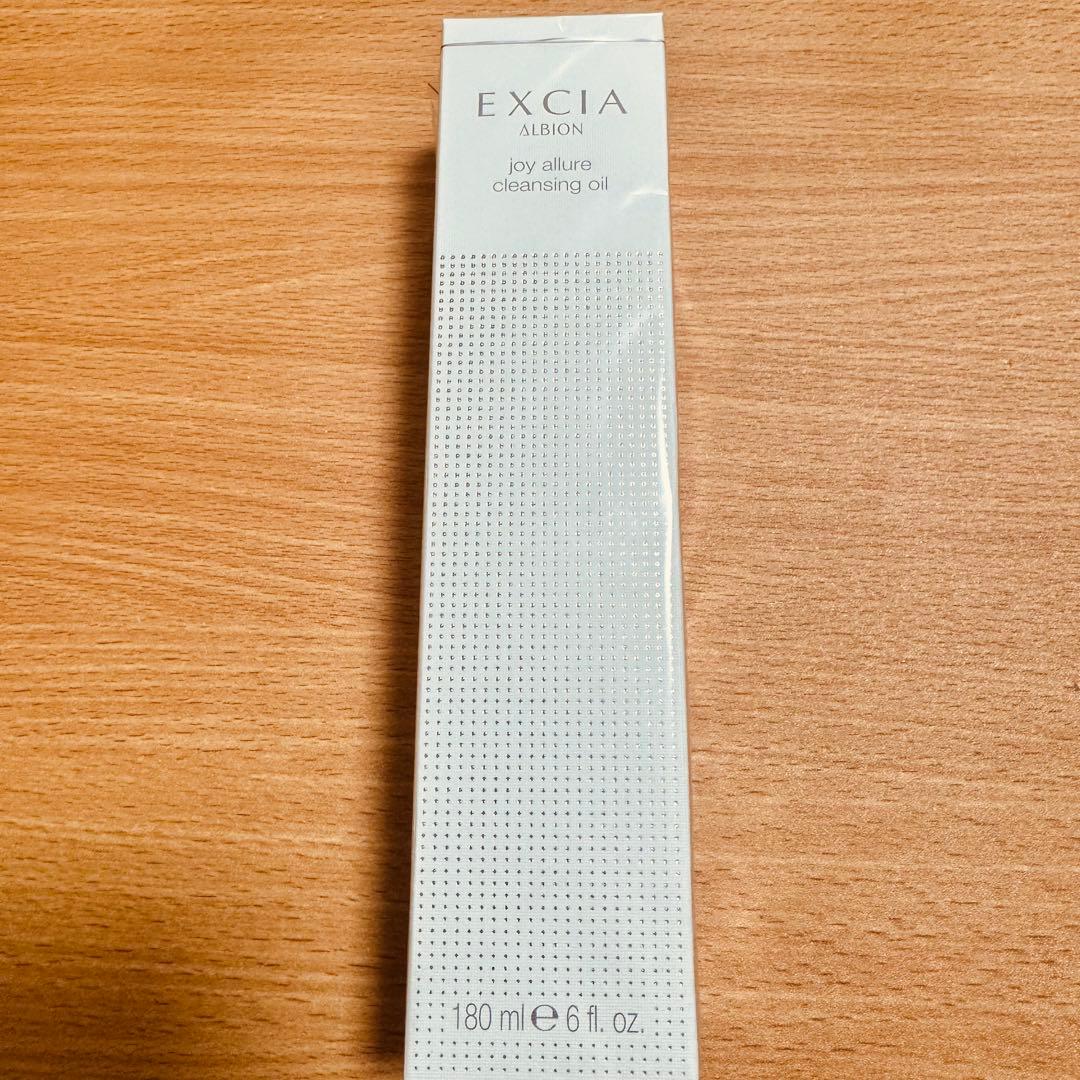 EXCIA
ALBION
joy allure
cleansing oil
180 ml ℮ 6 fl. oz.